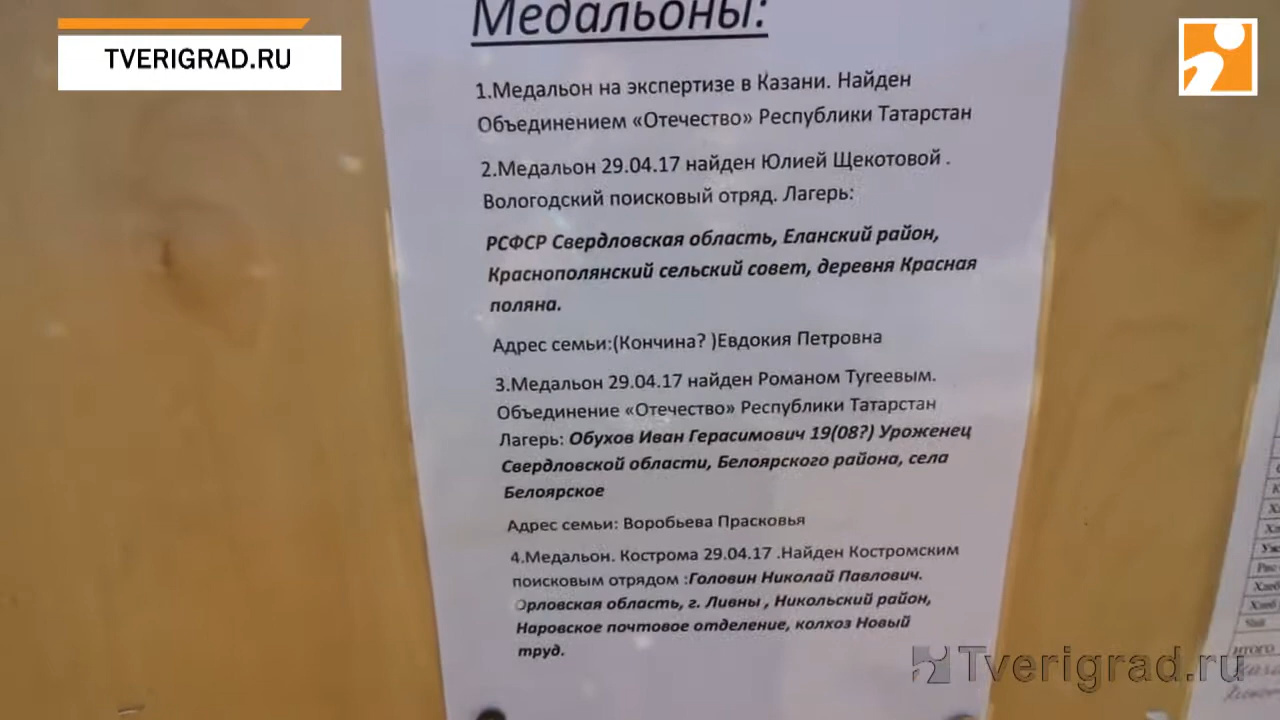 TVERIGRAD.RU
Медальоны:
1.Медальон на экспертизе в Казани. Найден
Объединением «Отечество» Республики Татарстан
2.Медальон 29.04.17 найден Юлией Щекотовой .
Вологодский поисковый отряд. Лагерь:
РСФСР Свердловская область, Еланский район,
Краснополянский сельский совет, деревня Красная
поляна.
Адрес семьи:(Кончина? )Евдокия Петровна
3.Медальон 29.04.17 найден Романом Тугеевым.
Объединение «Отечество» Республики Татарстан
Лагерь: Обухов Иван Герасимович 19(08?) Уроженец
Свердловской области, Белоярского района, села
Белоярское
Адрес семьи: Воробьева Прасковья
4.Медальон. Кострома 29.04.17 .Найден Костромским
поисковым отрядом :Головин Николай Павлович.
Орловская область, г. Ливны , Никольский район,
Наровское почтовое отделение, колхоз Новый
труд.
Чай
ИТОГО
Tverigrad.ru